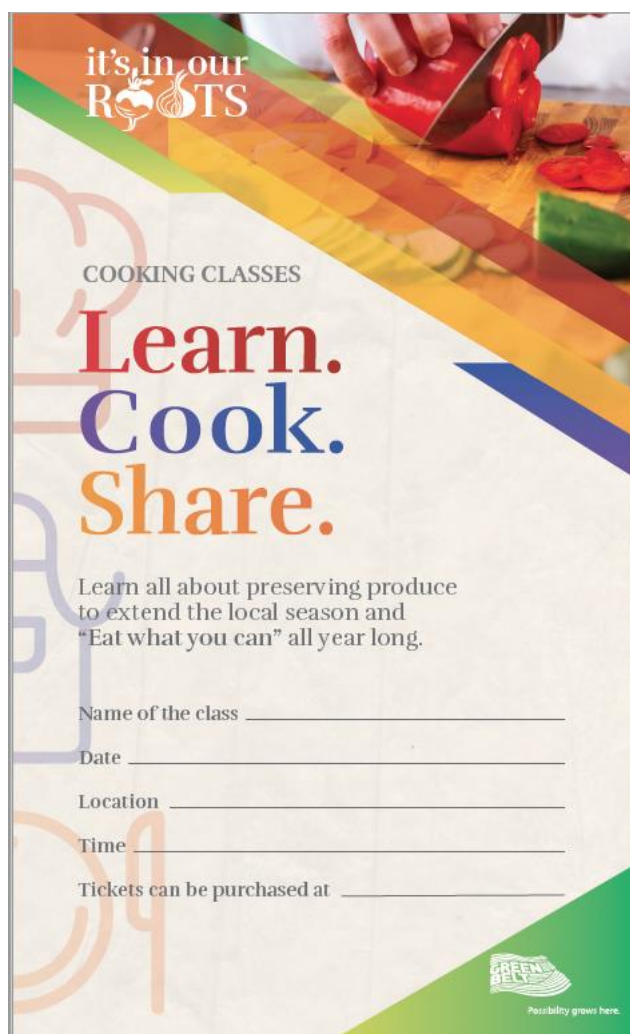 it's in our
ROOTS
COOKING CLASSES
Learn.
Cook.
Share.
Learn all about preserving produce
to extend the local season and
“Eat what you can” all year long.
Name of the class
Date
Location
Time
Tickets can be purchased at
GREEN
BELT
Possibility grows here.